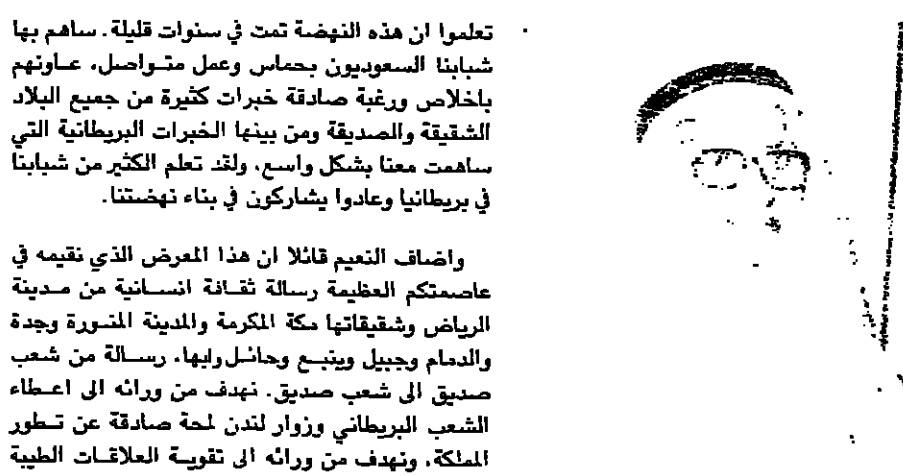 تعلموا ان هذه النهضة تمت في سنوات قليلة. ساهم بها
شبابنا السعوديون بحماس وعمل متواصل، عاونهم
باخلاص ورغبة صادقة خبرات كثيرة من جميع البلاد
الشقيقة والصديقة ومن بينها الخبرات البريطانية التي
ساهمت معنا بشكل واسع، ولقد تعلم الكثير من شبابنا
في بريطانيا وعادوا يشاركون في بناء نهضتنا.
واضاف النعيم قائلا ان هذا المعرض الذي نقيمه في
عاصمتكم العظيمة رسالة ثقافة انسانية من مدينة
الرياض وشقيقاتها مكة المكرمة والمدينة المنورة وجدة
والدمام وجبيل وينبع وحائل وابها، رسالة من شعب
صديق الى شعب صديق. نهدف من ورائه الى اعطاء
الشعب البريطاني وزوار لندن لمحة صادقة عن تطور
المملكة، ونهدف من ورائه الى تقوية العلاقات الطيبة